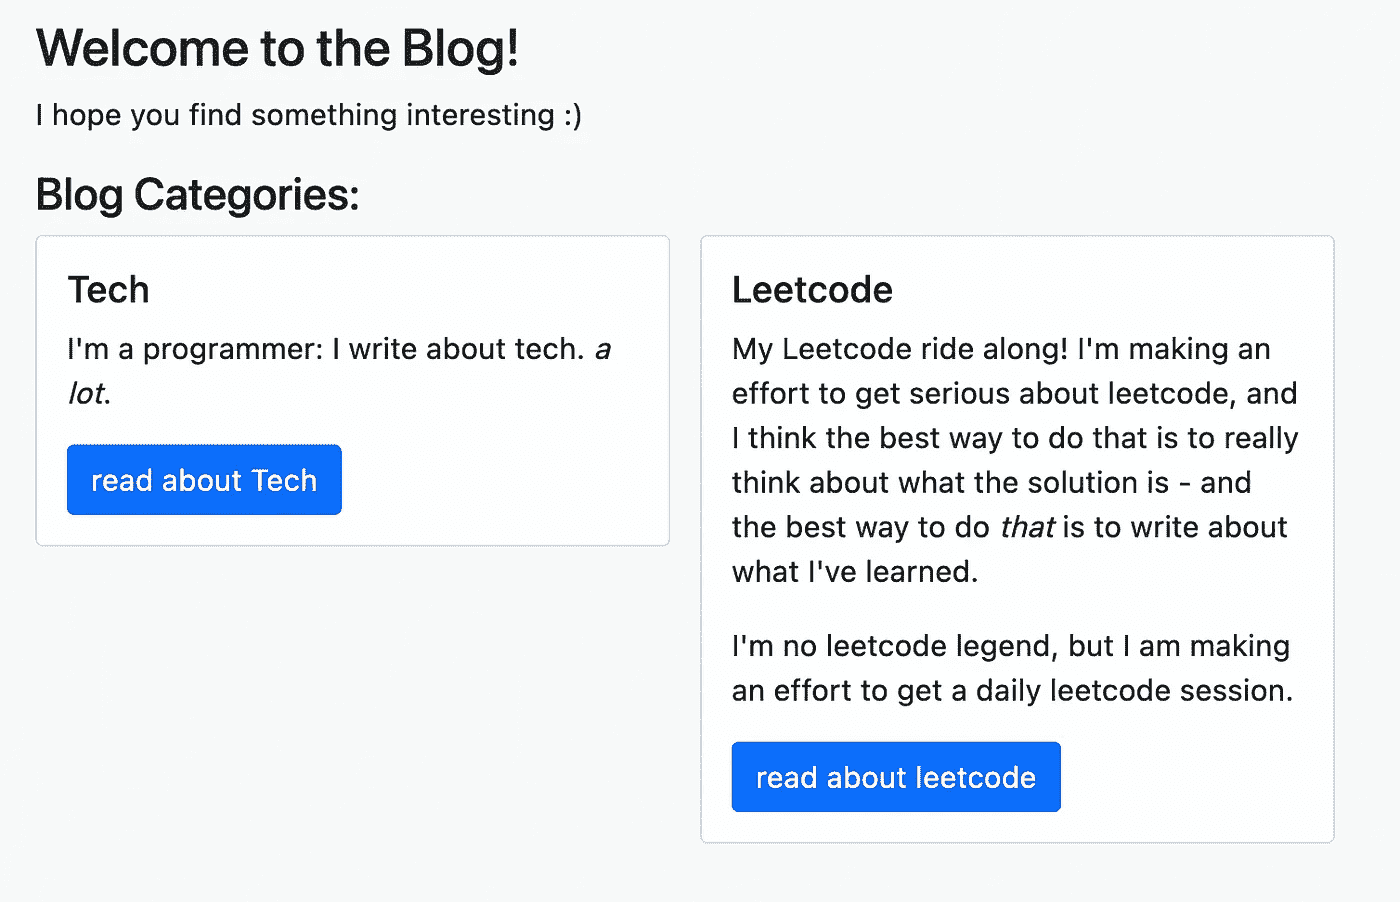 Welcome to the Blog!
I hope you find something interesting :)
Blog Categories:
Tech
I'm a programmer: I write about tech. a
lot.
read about Tech
Leetcode
My Leetcode ride along! I'm making an
effort to get serious about leetcode, and
I think the best way to do that is to really
think about what the solution is - and
the best way to do that is to write about
what I've learned.
I'm no leetcode legend, but I am making
an effort to get a daily leetcode session.
read about leetcode